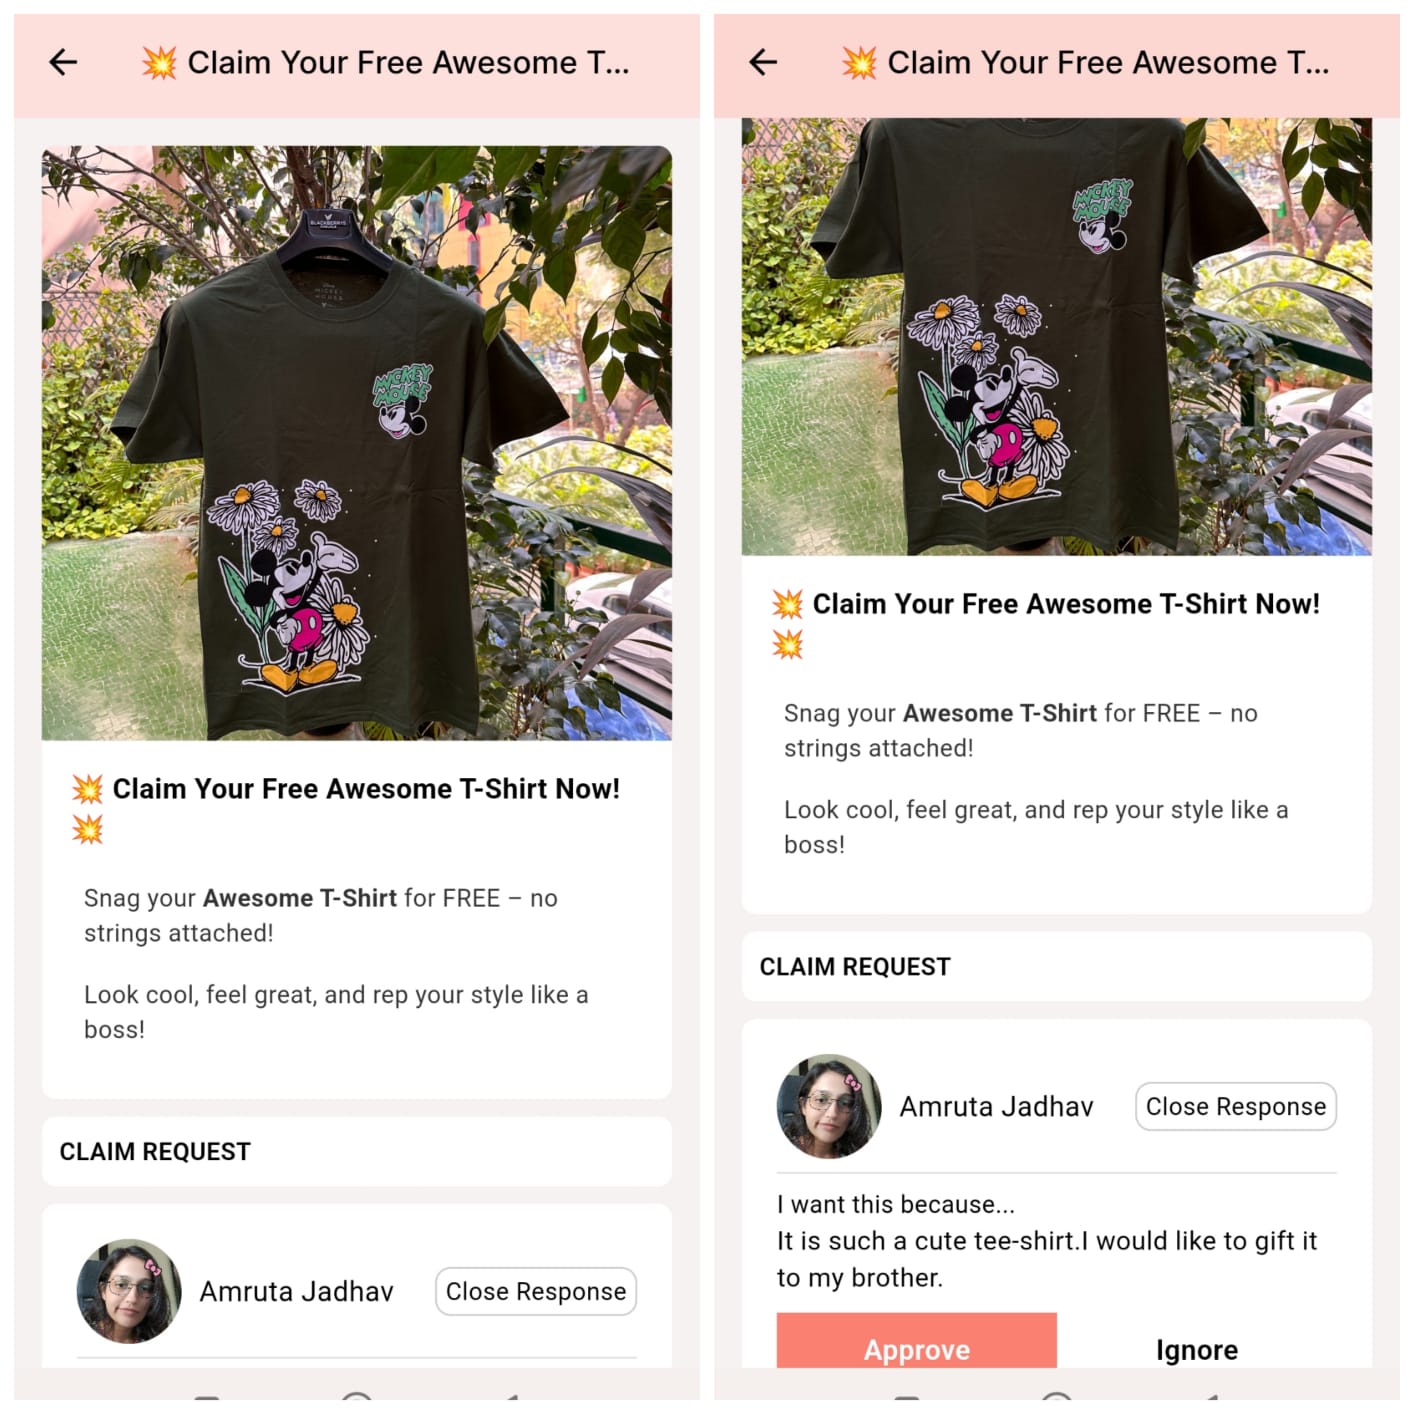 💥 Claim Your Free Awesome T...
BLACKBERRYS
MICKEY
MOUSE
💥 Claim Your Free Awesome T-Shirt Now!
💥
Snag your Awesome T-Shirt for FREE – no
strings attached!
Look cool, feel great, and rep your style like a
boss!
CLAIM REQUEST
Amruta Jadhav
Close Response
💥 Claim Your Free Awesome T...
MICKEY
MOUSE
💥 Claim Your Free Awesome T-Shirt Now!
💥
Snag your Awesome T-Shirt for FREE – no
strings attached!
Look cool, feel great, and rep your style like a
boss!
CLAIM REQUEST
Amruta Jadhav
Close Response
I want this because...
It is such a cute tee-shirt.I would like to gift it
to my brother.
Approve
Ignore